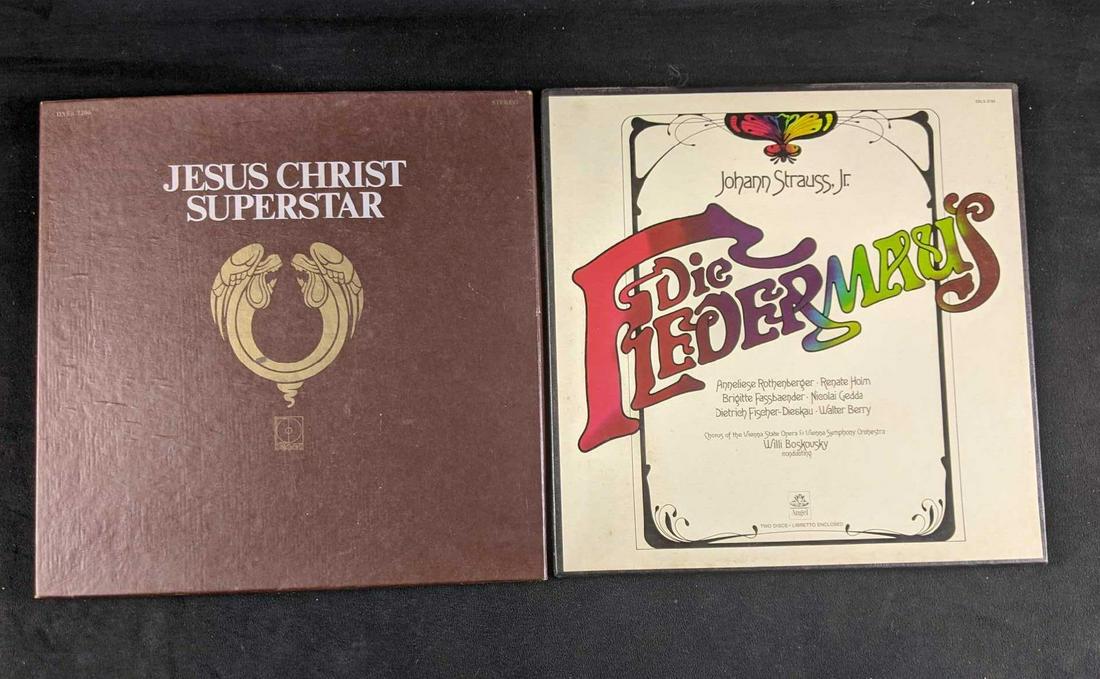 STEREO
JESUS CHRIST
SUPERSTAR
Johann Strauss, Jr.
Die
FLEDERMAUS
Anneliese Rothenberger · Renate Holm
Brigitte Fassbaender · Nicolai Gedda
Dietrich Fischer-Dieskau · Walter Berry
Chorus of the Vienna State Opera & Vienna Symphony Orchestra
Willi Boskovsky
conducting
Angel
TWO DISCS • LIBRETTO ENCLOSED